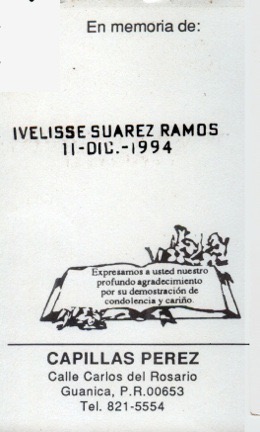 En memoria de:
IVELISSE SUAREZ RAMOS
11-DIC.-1994
Expresamos a usted nuestro
profundo agradecimiento
por su demostración de
condolencia y cariño.
CAPILLAS PEREZ
Calle Carlos del Rosario
Guanica, P.R.00653
Tel. 821-5554